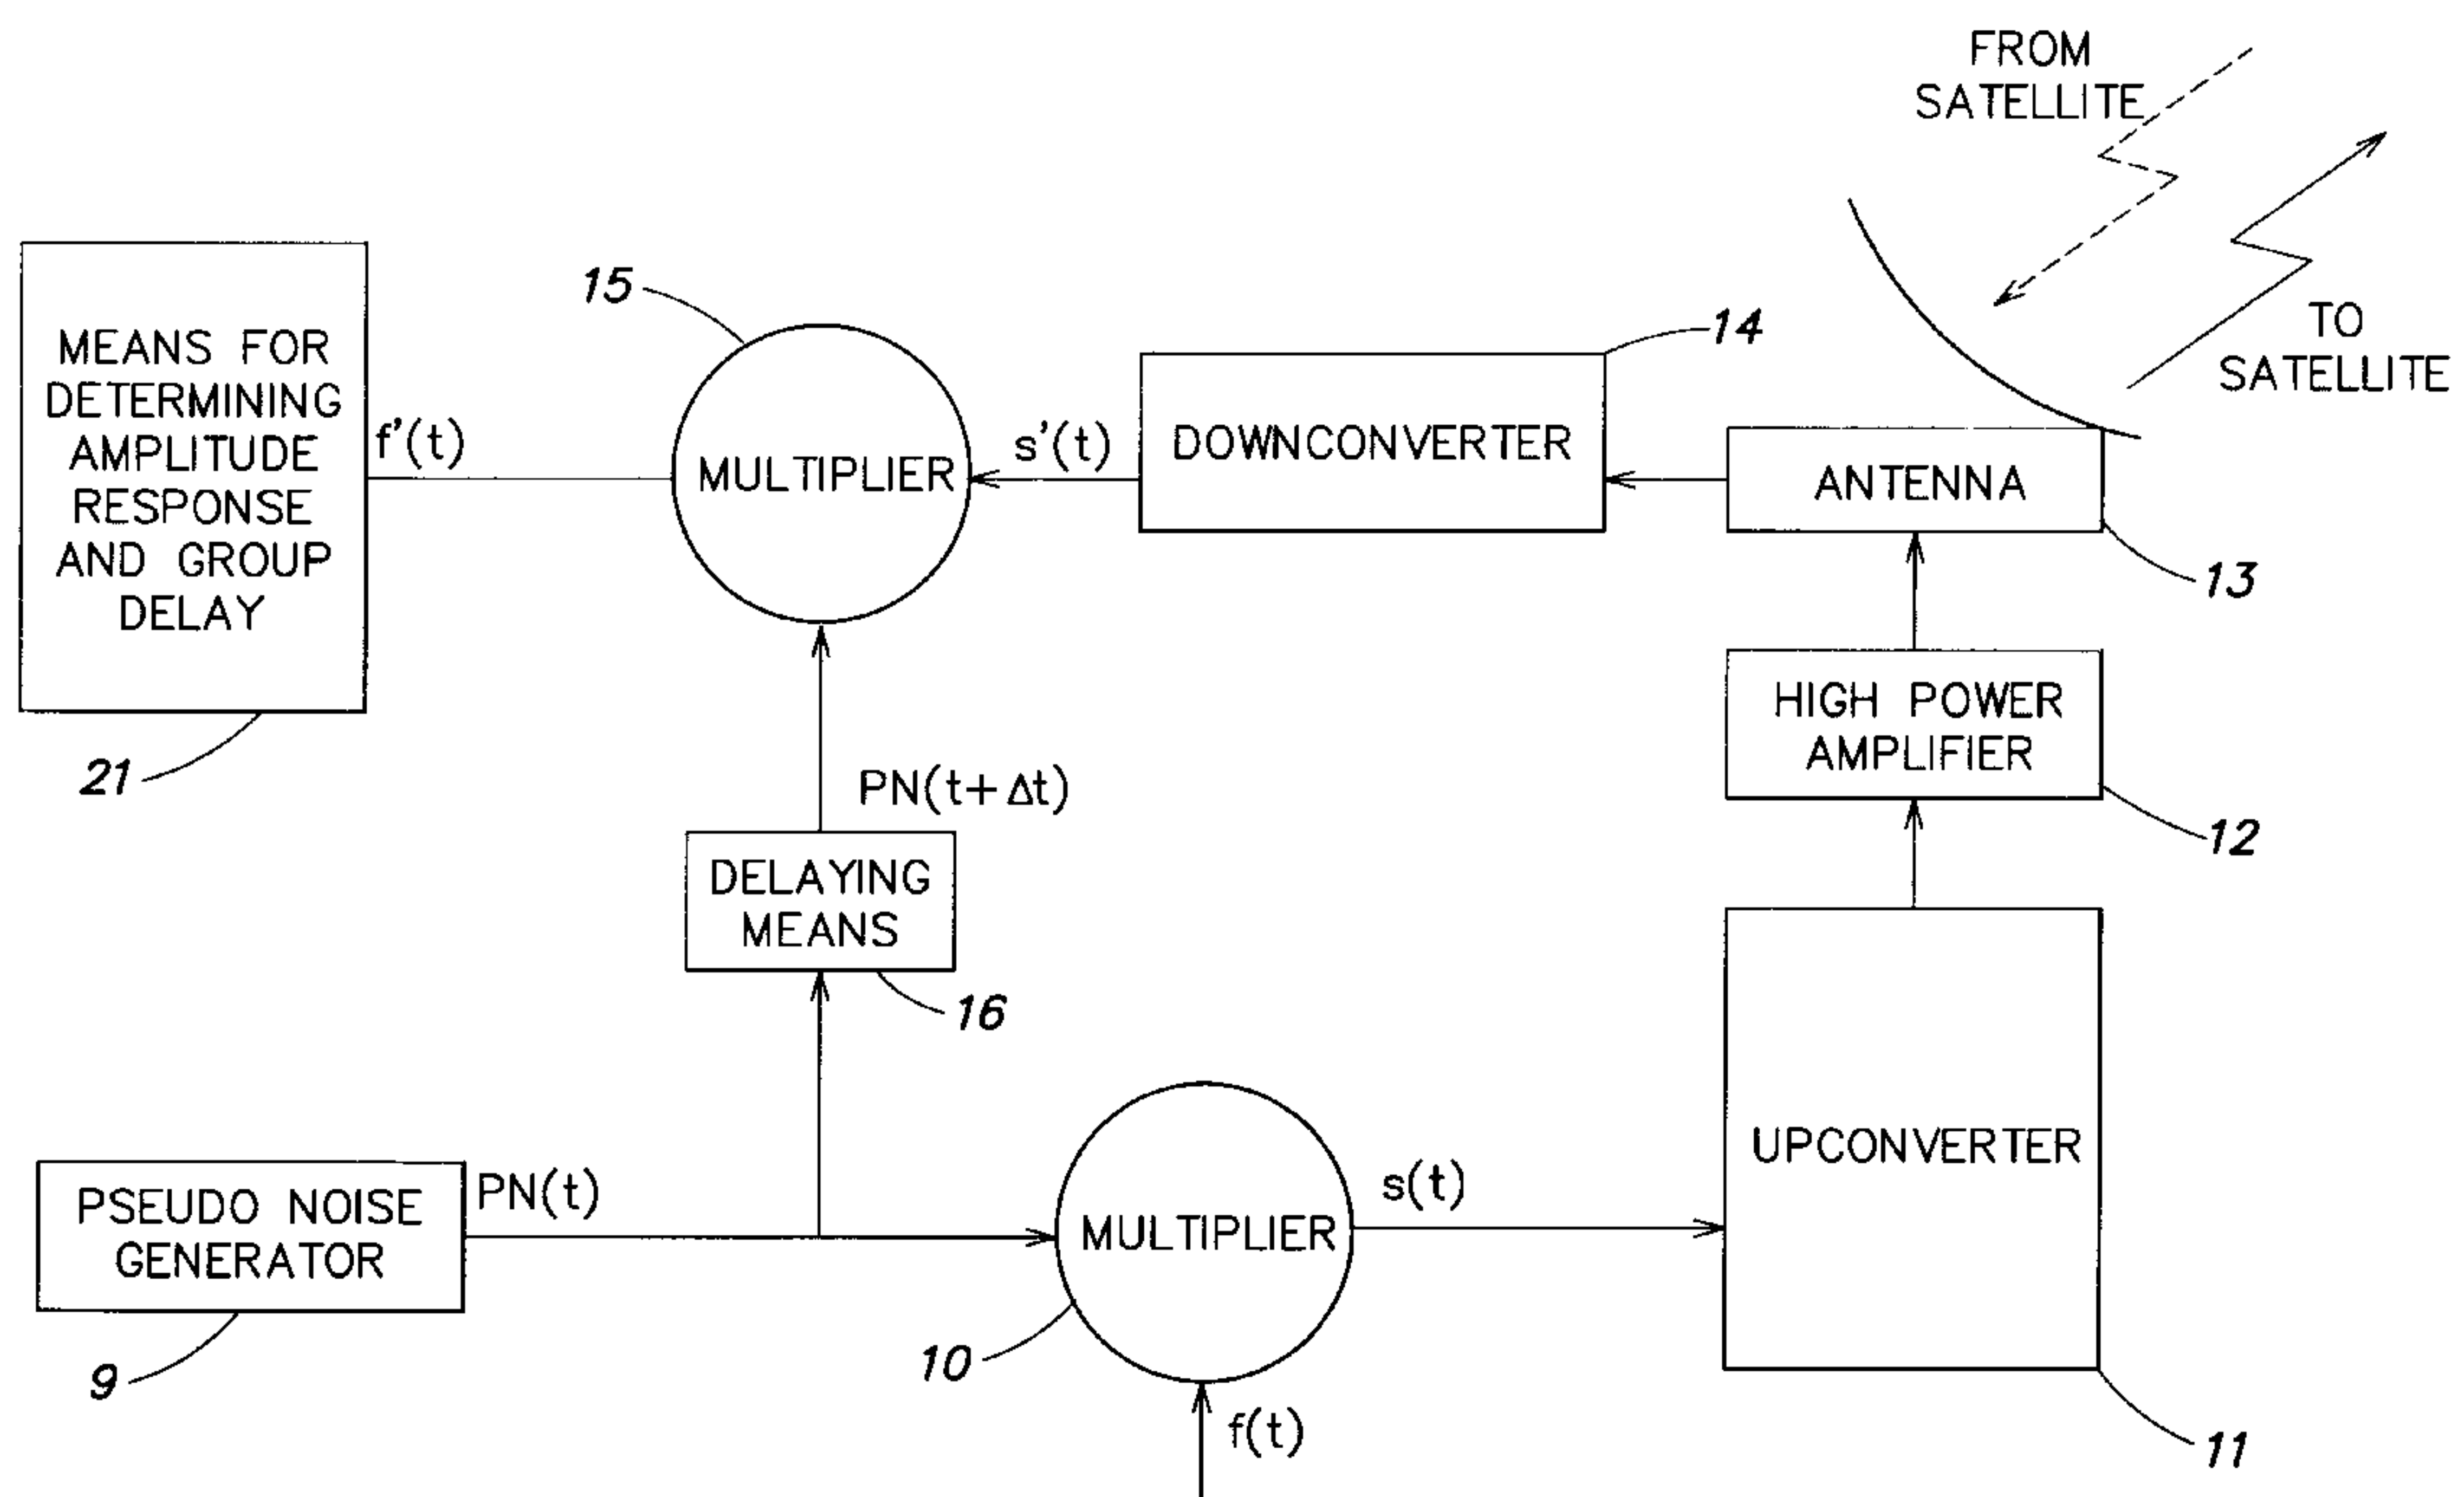 FROM
SATELLITE
TO
SATELLITE
15
14
MEANS FOR
DETERMINING
AMPLITUDE
RESPONSE
AND GROUP
DELAY
f'(t)
MULTIPLIER
s'(t)
DOWNCONVERTER
ANTENNA
13
21
PN(t+Δt)
HIGH POWER
AMPLIFIER
12
DELAYING
MEANS
16
PSEUDO NOISE
GENERATOR
PN(t)
MULTIPLIER
s(t)
UPCONVERTER
9
10
f(t)
11